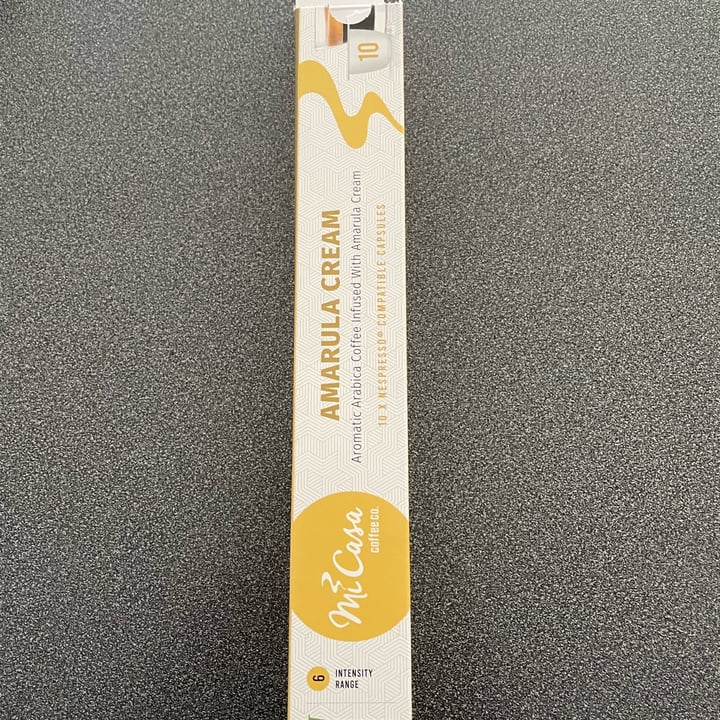 10
AMARULA CREAM
Aromatic Arabica Coffee Infused With Amarula Cream
10 X NESPRESSO® COMPATIBLE CAPSULES
Mi Casa
coffee co.
6
INTENSITY
RANGE